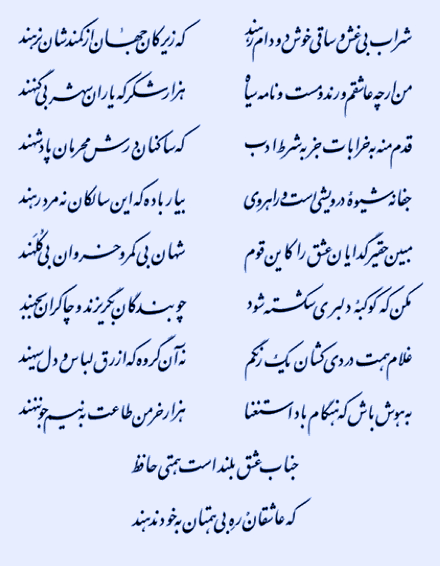 شراب بی‌غش و ساقی خوش دو دام رهند که زیرکان جهان از کمندشان نرهند
من ارچه عاشقم و رند و مست و نامه سیاه هزار شکر که یاران شهر بی‌گنهند
قدم منه به خرابات جز به شرط ادب که ساکنان درش محرمان پادشهند
جفا نه شیوهٔ درویشی است و راهروی بیار باده که این سالکان نه مرد رهند
مبین حقیر گدایان عشق را کاین قوم شهان بی کمر و خسروان بی کلهند
مکن که کوکبهٔ دلبری شکسته شود چو بندگان بگریزند و چاکران بجهند
غلام همت دردی کشان یک رنگم نه آن گروه که ازرق لباس و دل سیهند
به هوش باش که هنگام باد استغنا هزار خرمن طاعت به نیم جو ننهند
جناب عشق بلند است همتی حافظ
که عاشقان ره بی‌همتان به خود ندهند